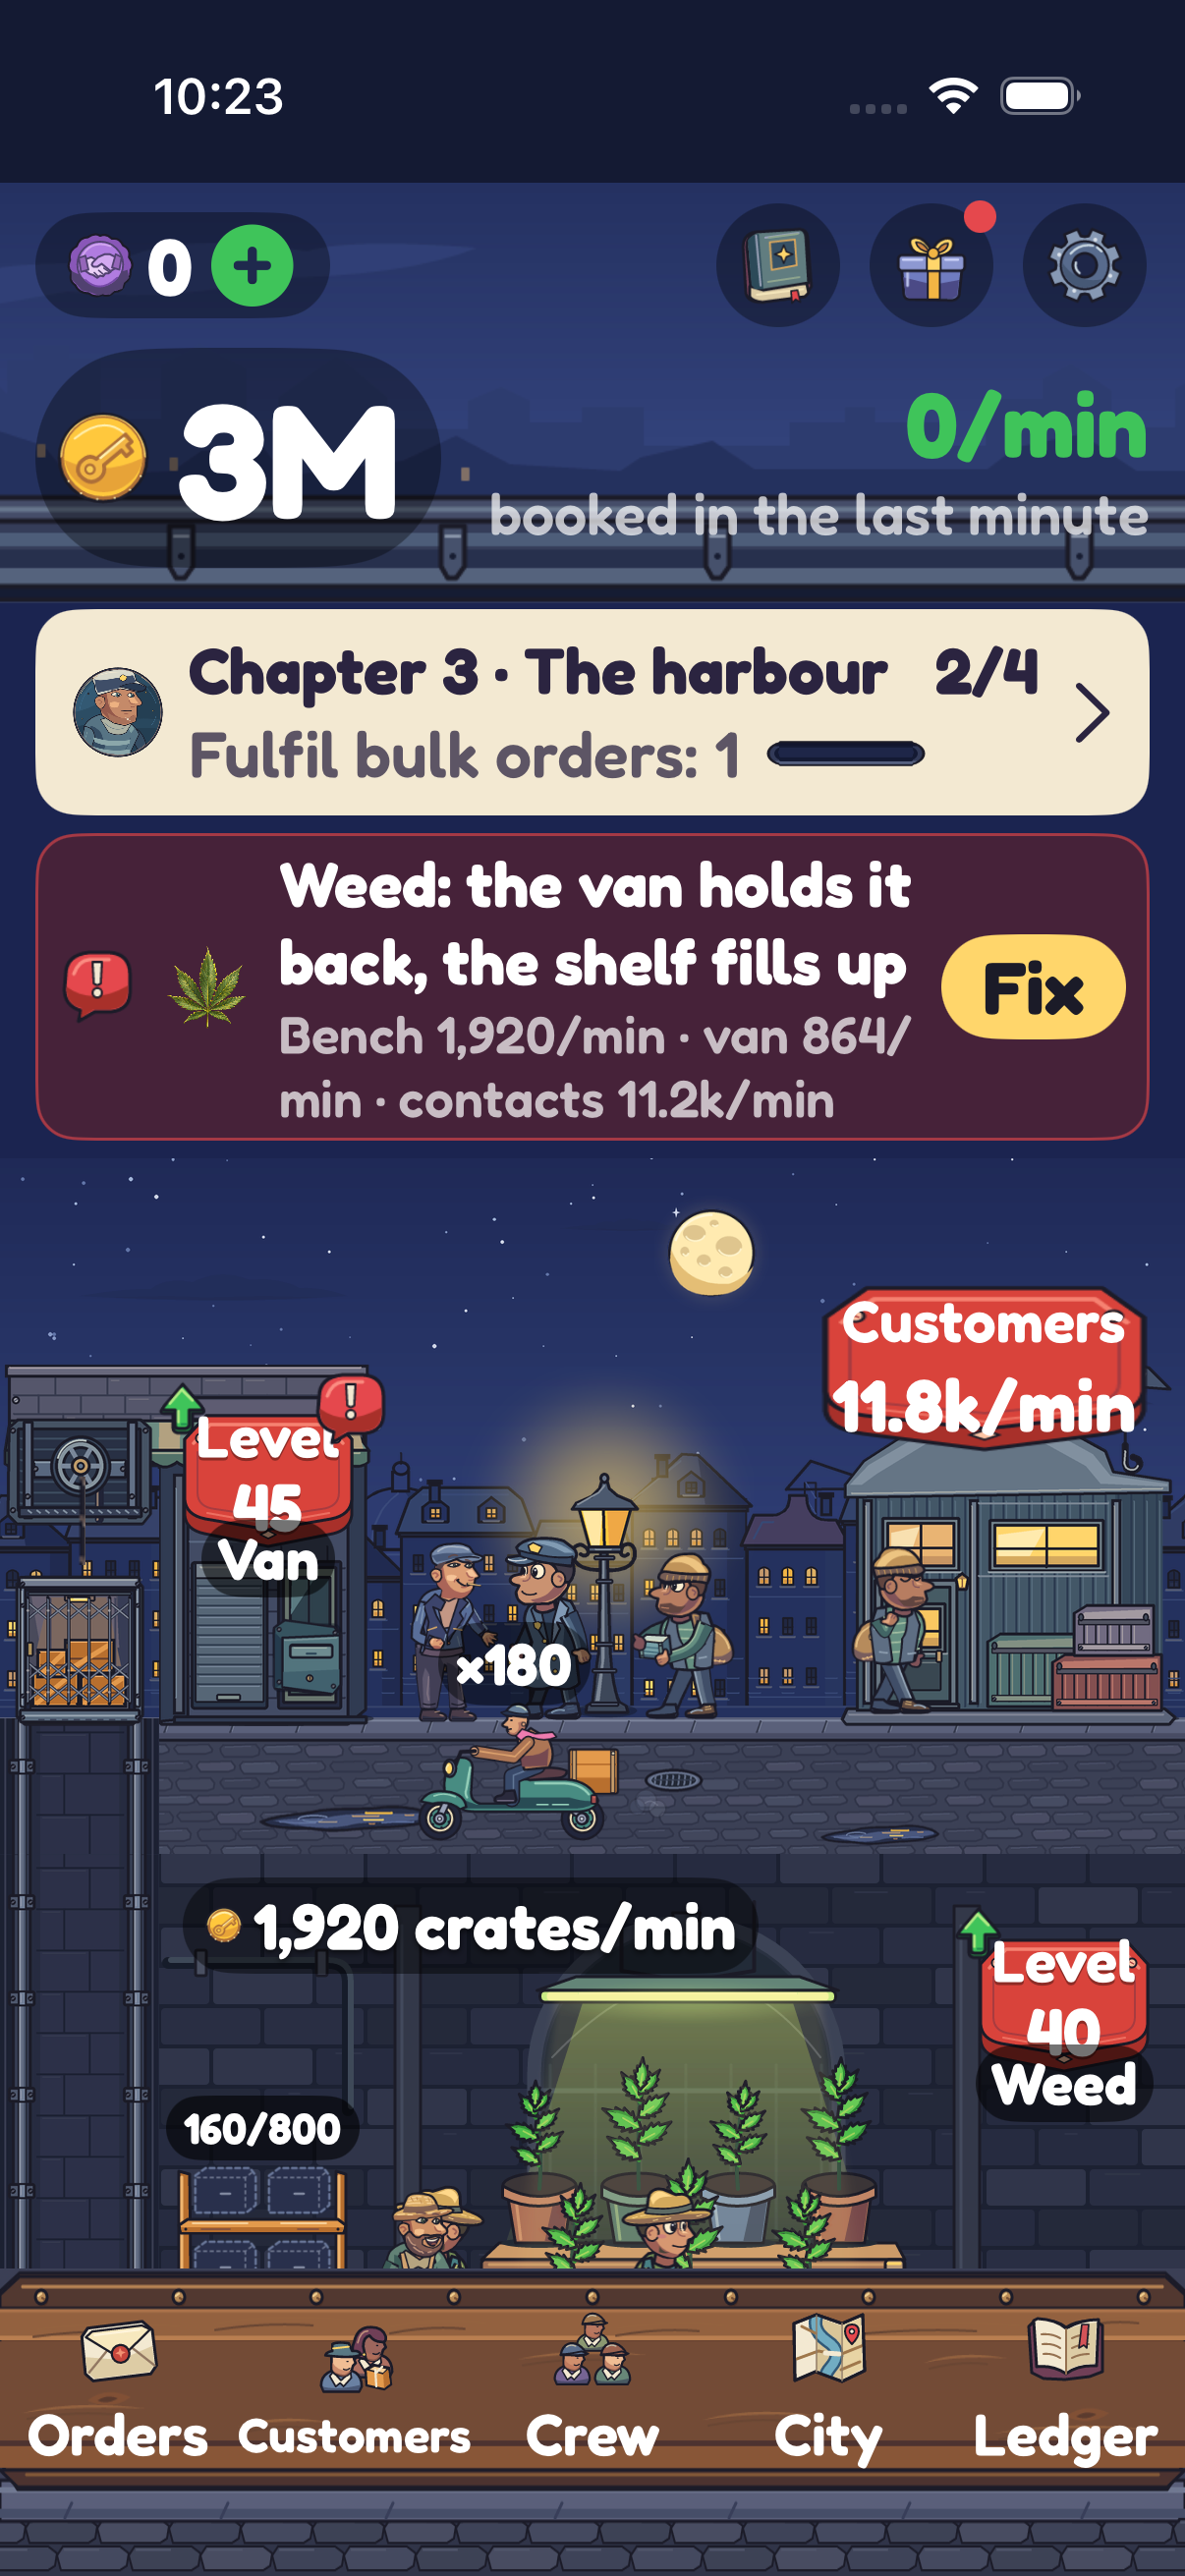 10:23
0
3M
0/min
booked in the last minute
Chapter 3 · The harbour 2/4
Fulfil bulk orders: 1
Weed: the van holds it
back, the shelf fills up
Fix
Bench 1,920/min · van 864/
min · contacts 11.2k/min
Customers
11.8k/min
Level
45
Van
×180
1,920 crates/min
Level
40
Weed
160/800
Orders Customers Crew City Ledger